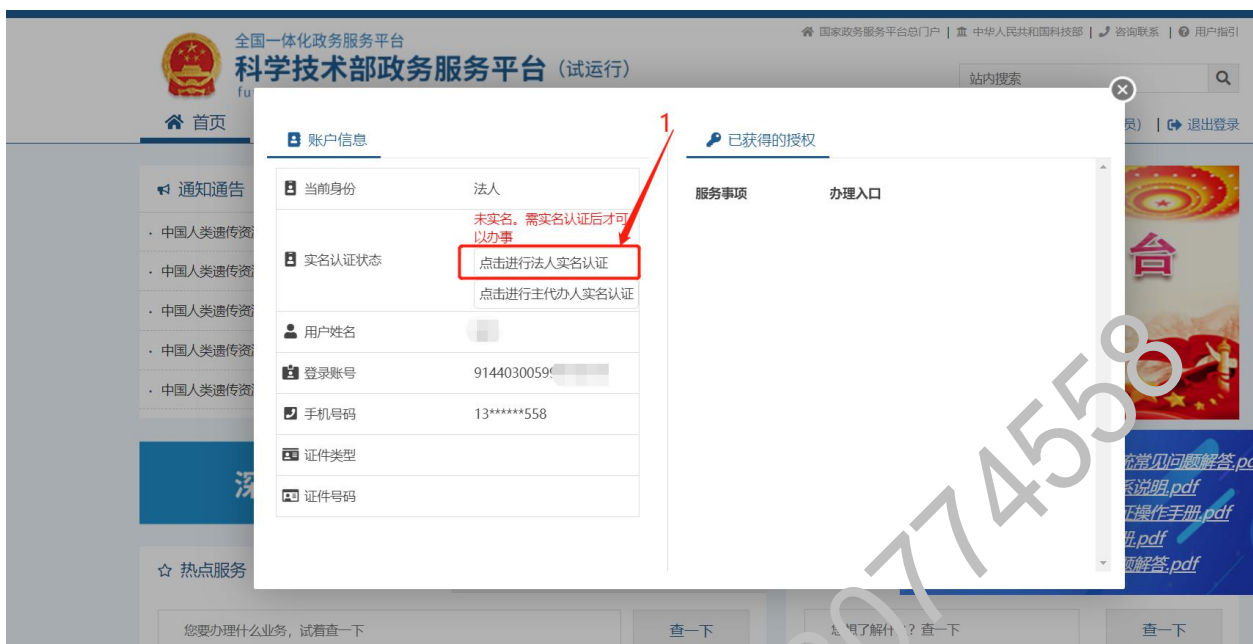 国家政务服务平台总门户 | 中华人民共和国科技部 | 咨询联系 | 用户指引
全国一体化政务服务平台
科学技术部政务服务平台（试运行）
fu
站内搜索
首页
员） | 退出登录
1
账户信息
已获得的授权
通知通告
当前身份 法人
服务事项 办理入口
未实名。需实名认证后才可
以办事
实名认证状态
点击进行法人实名认证
点击进行主代办人实名认证
· 中国人类遗传资
· 中国人类遗传资
· 中国人类遗传资
· 中国人类遗传资
· 中国人类遗传资
台
用户姓名
登录账号 9144030059
手机号码 13******558
证件类型
证件号码
深
常见问题解答.pd
系说明.pdf
证操作手册.pdf
册.pdf
题解答.pdf
热点服务
您要办理什么业务，试着查一下 查一下
您想了解什 ？查一下 查一下
80774558